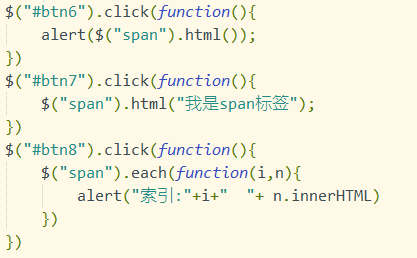 $("#btn6").click(function(){
    alert($("span").html());
})
$("#btn7").click(function(){
    $("span").html("我是span标签");
})
$("#btn8").click(function(){
    $("span").each(function(i,n){
        alert("索引:"+i+"  "+ n.innerHTML)
    })
})